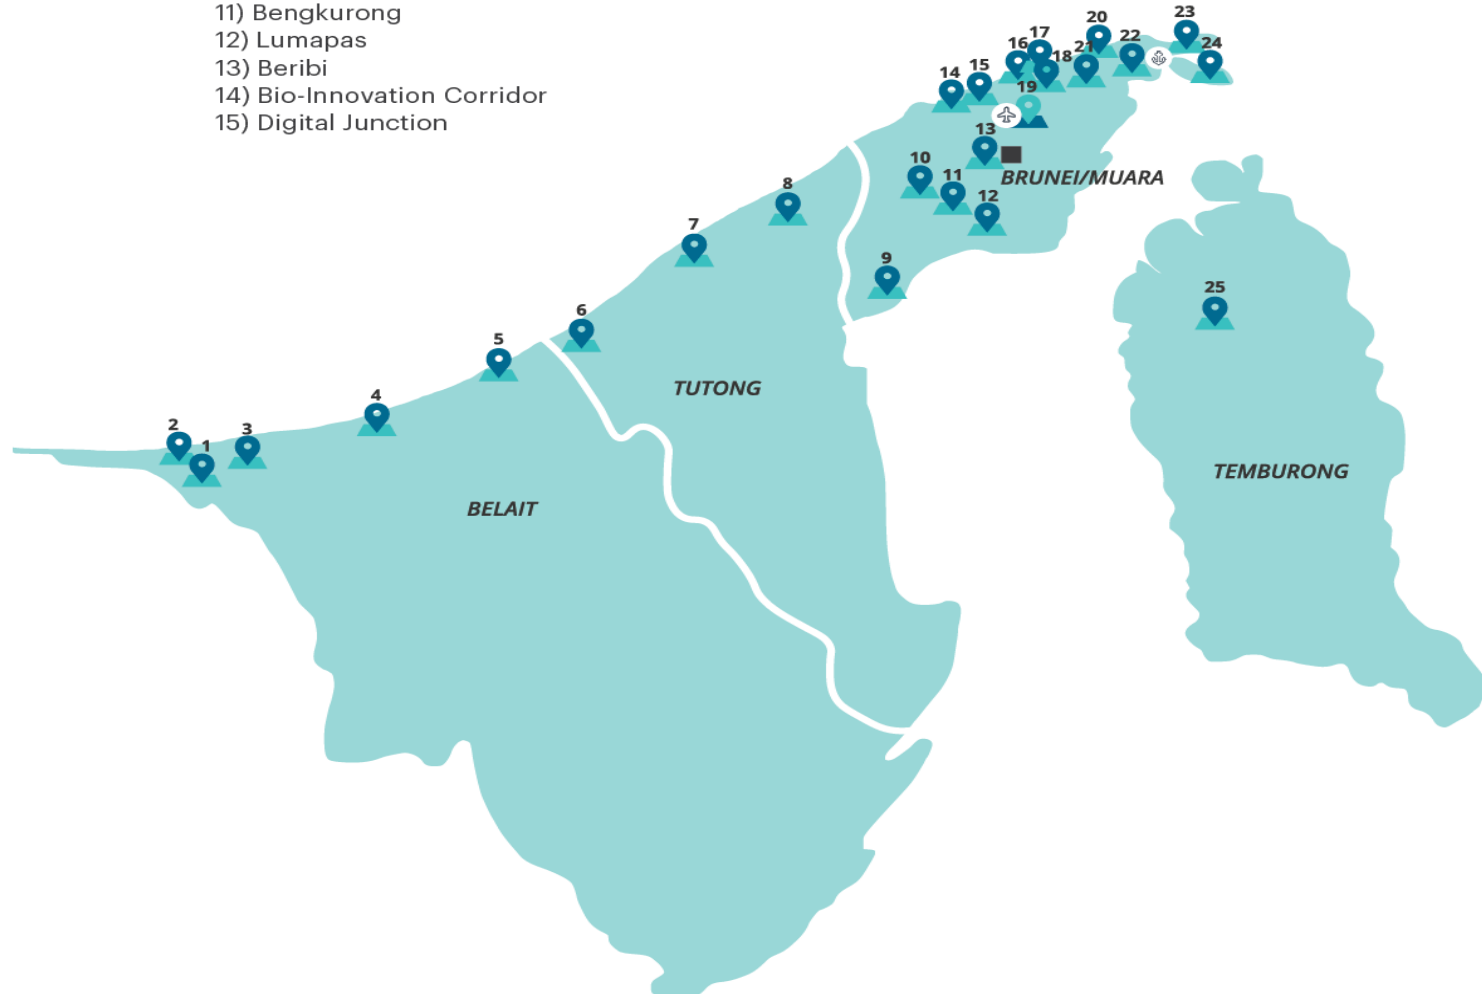 11) Bengkurong
12) Lumapas
13) Beribi
14) Bio-Innovation Corridor
15) Digital Junction
23
20
17
22
16
21
24
18
15
14
19
13
10
BRUNEI/MUARA
11
8
12
7
9
25
6
5
TUTONG
4
2
3
1
TEMBURONG
BELAIT